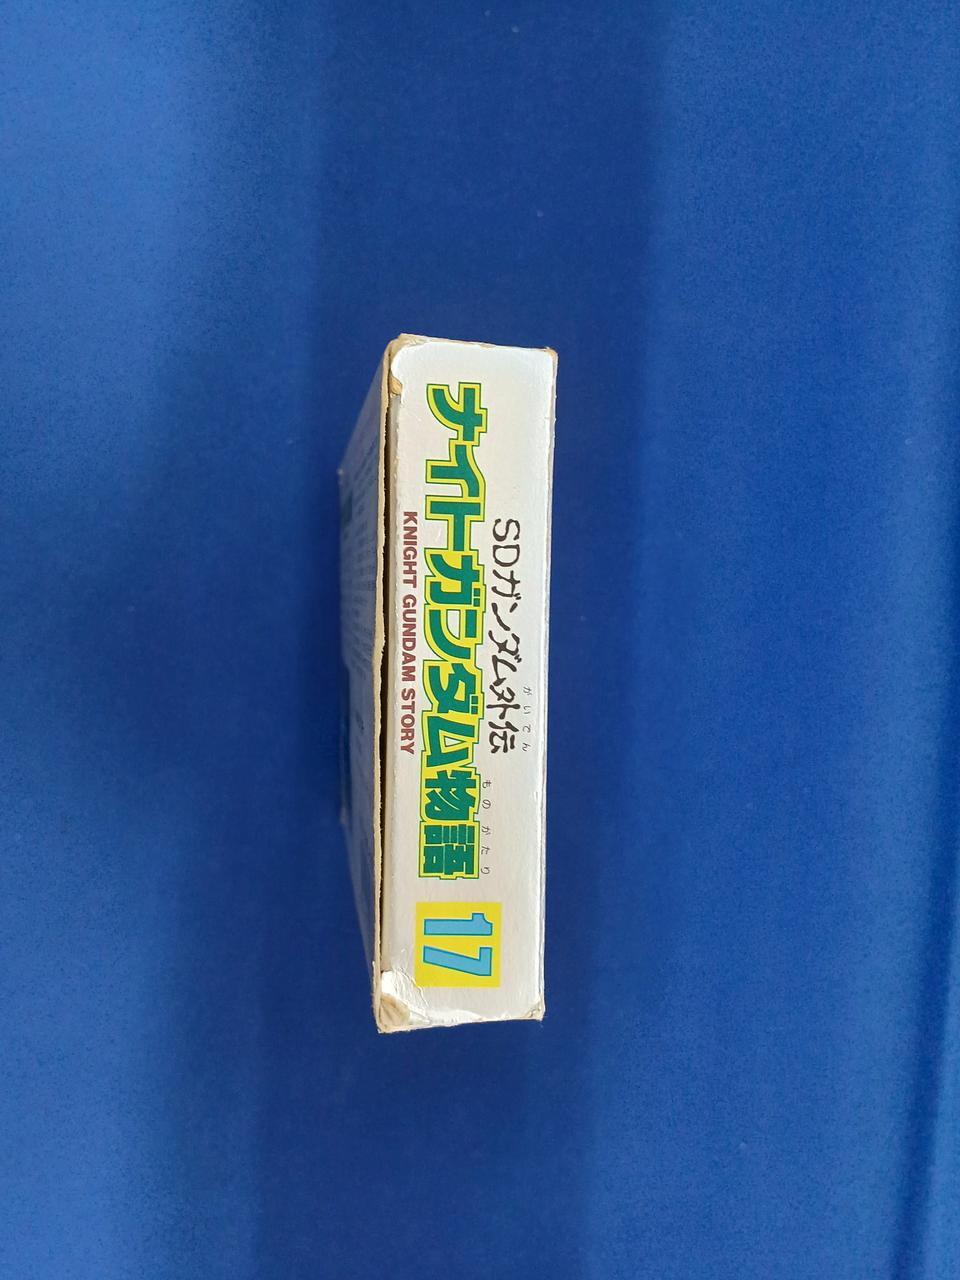 がいでん
SDガンダム外伝
ものがたり
ナイトガンダム物語
KNIGHT GUNDAM STORY
17